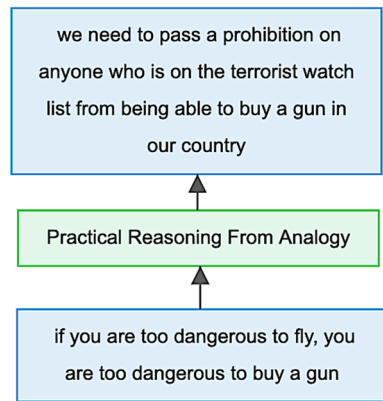 we need to pass a prohibition on
anyone who is on the terrorist watch
list from being able to buy a gun in
our country
Practical Reasoning From Analogy
if you are too dangerous to fly, you
are too dangerous to buy a gun